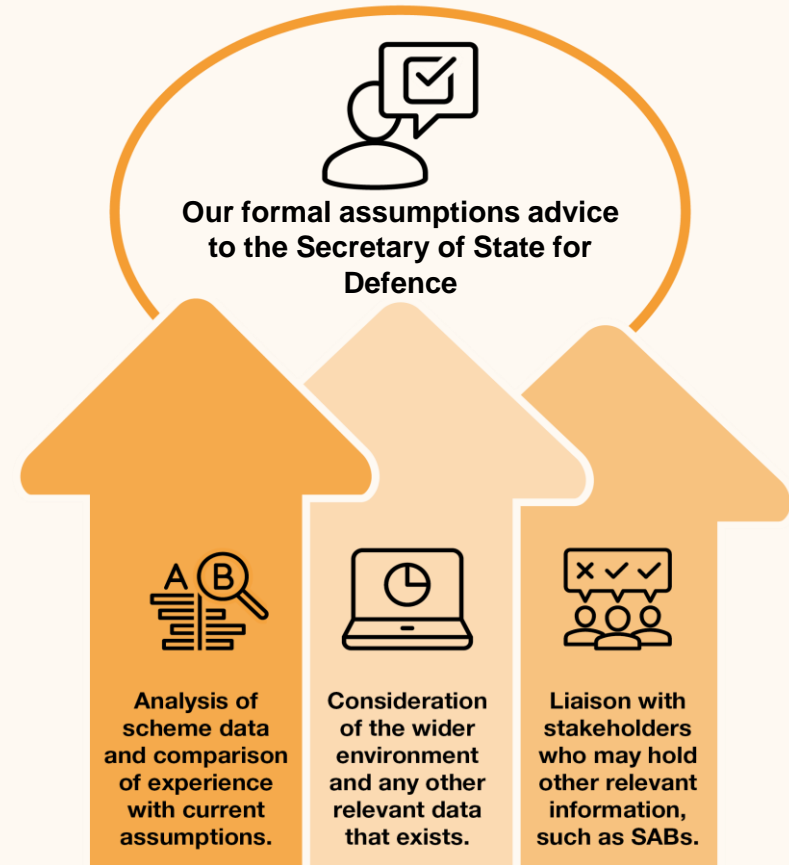 Our formal assumptions advice
to the Secretary of State for
Defence
A B
Analysis of
scheme data
and comparison
of experience
with current
assumptions.
Consideration
of the wider
environment
and any other
relevant data
that exists.
Liaison with
stakeholders
who may hold
other relevant
information,
such as SABs.